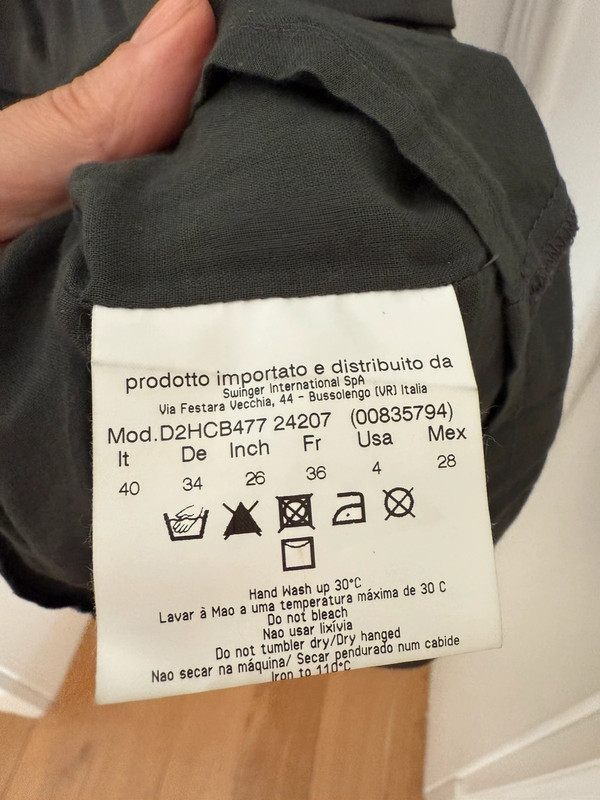 prodotto importato e distribuito da
Swinger International SpA
Via Festara Vecchia, 44 - Bussolengo (VR) Italia
Mod.D2HCB477 24207 (00835794)
It De Inch Fr Usa Mex
40 34 26 36 4 28
Hand Wash up 30°C
Lavar à Mao a uma temperatura máxima de 30 C
Do not bleach
Nao usar lixívia
Do not tumbler dry/Dry hanged
Nao secar na máquina/ Secar pendurado num cabide
Iron to 110°C